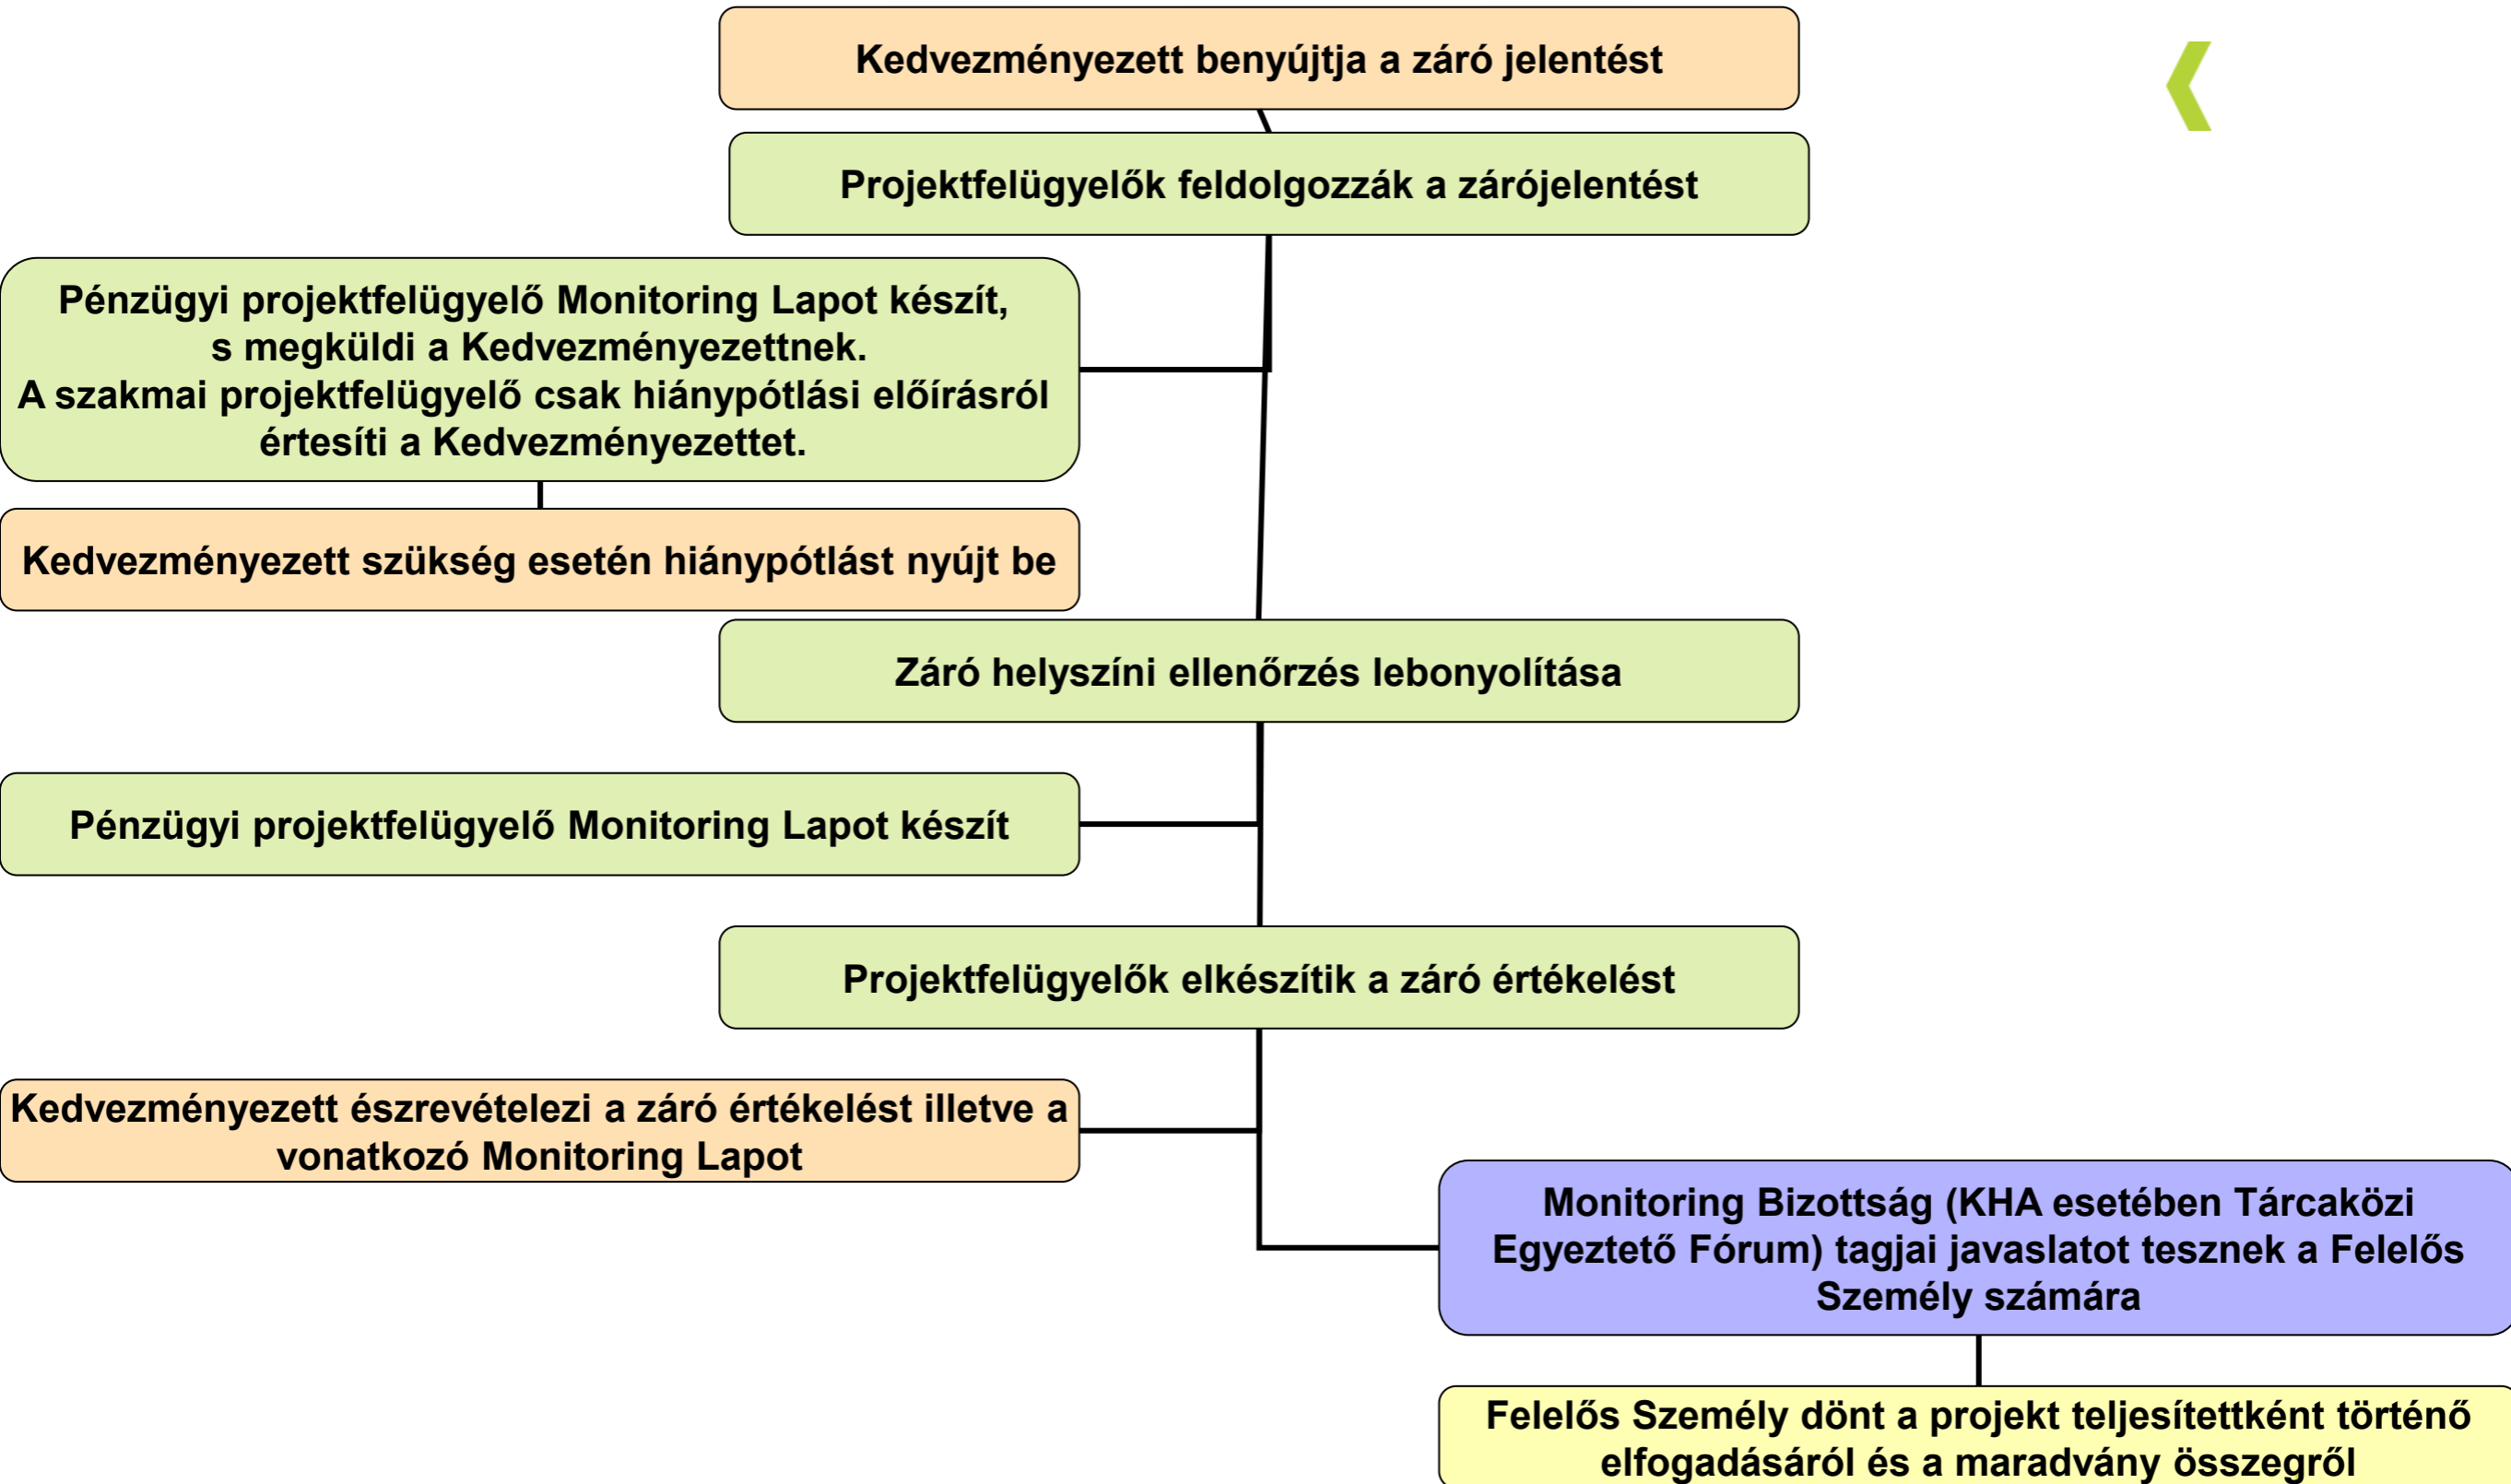 Kedvezményezett benyújtja a záró jelentést
Projektfelügyelők feldolgozzák a zárójelentést
Pénzügyi projektfelügyelő Monitoring Lapot készít,
s megküldi a Kedvezményezettnek.
A szakmai projektfelügyelő csak hiánypótlási előírásról
értesíti a Kedvezményezettet.
Kedvezményezett szükség esetén hiánypótlást nyújt be
Záró helyszíni ellenőrzés lebonyolítása
Pénzügyi projektfelügyelő Monitoring Lapot készít
Projektfelügyelők elkészítik a záró értékelést
Kedvezményezett észrevételezi a záró értékelést illetve a
vonatkozó Monitoring Lapot
Monitoring Bizottság (KHA esetében Tárcaközi
Egyeztető Fórum) tagjai javaslatot tesznek a Felelős
Személy számára
Felelős Személy dönt a projekt teljesítettként történő
elfogadásáról és a maradvány összegről